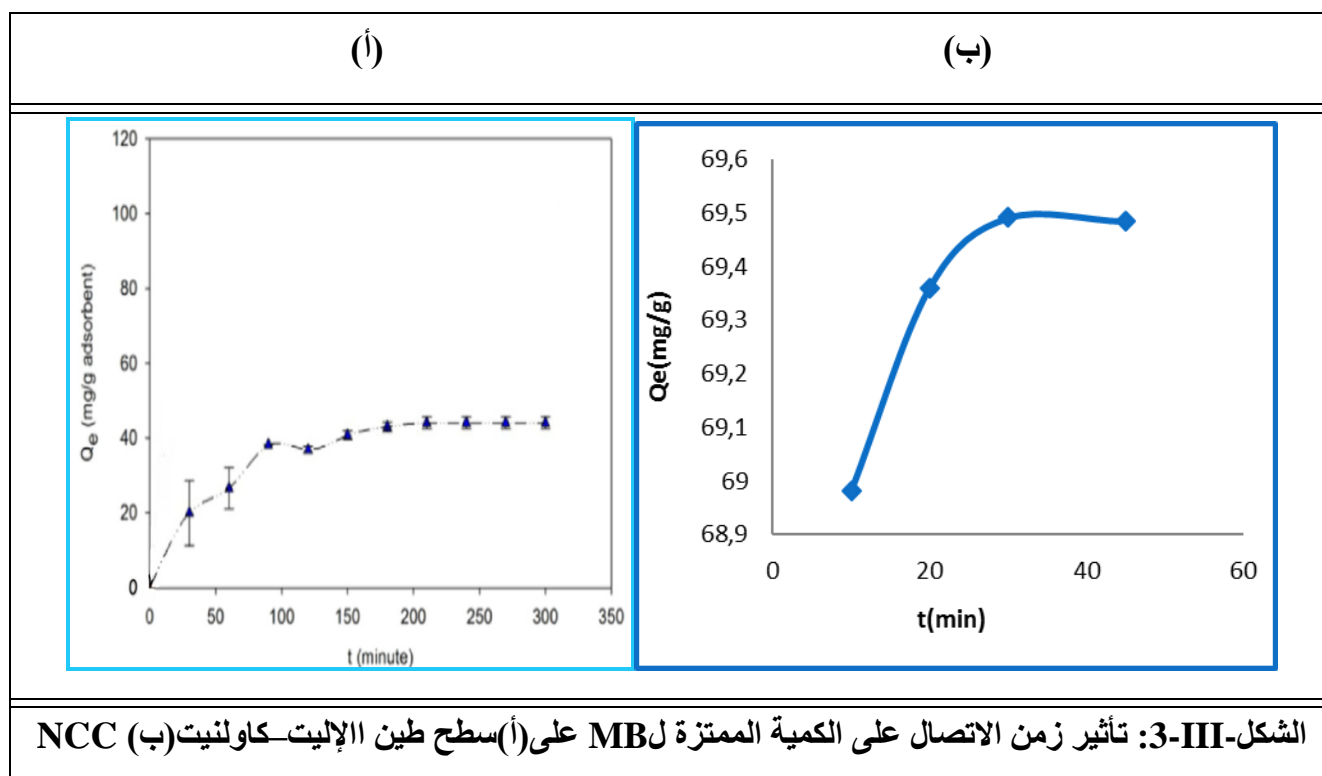 (أ)
(ب)
120
100
80
60
40
20
0
Qe (mg/g adsorbent)
0 50 100 150 200 250 300 350
t (minute)
69,6
69,5
69,4
69,3
69,2
69,1
69
68,9
Qe(mg/g)
0 20 40 60
t(min)
الشكل-III-3: تأثير زمن الاتصال على الكمية الممتزة لMB على(أ)سطح طين االإليت–كاولنيت(ب) NCC